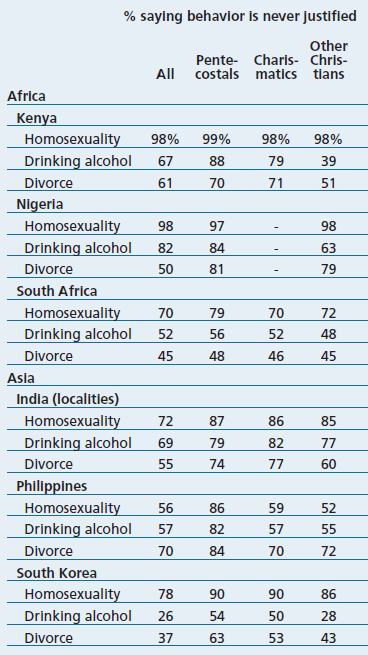 % saying behavior is never justified
Other
Pente- Charis- Chris-
All costals matics tians
Africa
Kenya
Homosexuality 98% 99% 98% 98%
Drinking alcohol 67 88 79 39
Divorce 61 70 71 51
Nigeria
Homosexuality 98 97 - 98
Drinking alcohol 82 84 - 63
Divorce 50 81 - 79
South Africa
Homosexuality 70 79 70 72
Drinking alcohol 52 56 52 48
Divorce 45 48 46 45
Asia
India (localities)
Homosexuality 72 87 86 85
Drinking alcohol 69 79 82 77
Divorce 55 74 77 60
Philippines
Homosexuality 56 86 59 52
Drinking alcohol 57 82 57 55
Divorce 70 84 70 72
South Korea
Homosexuality 78 90 90 86
Drinking alcohol 26 54 50 28
Divorce 37 63 53 43